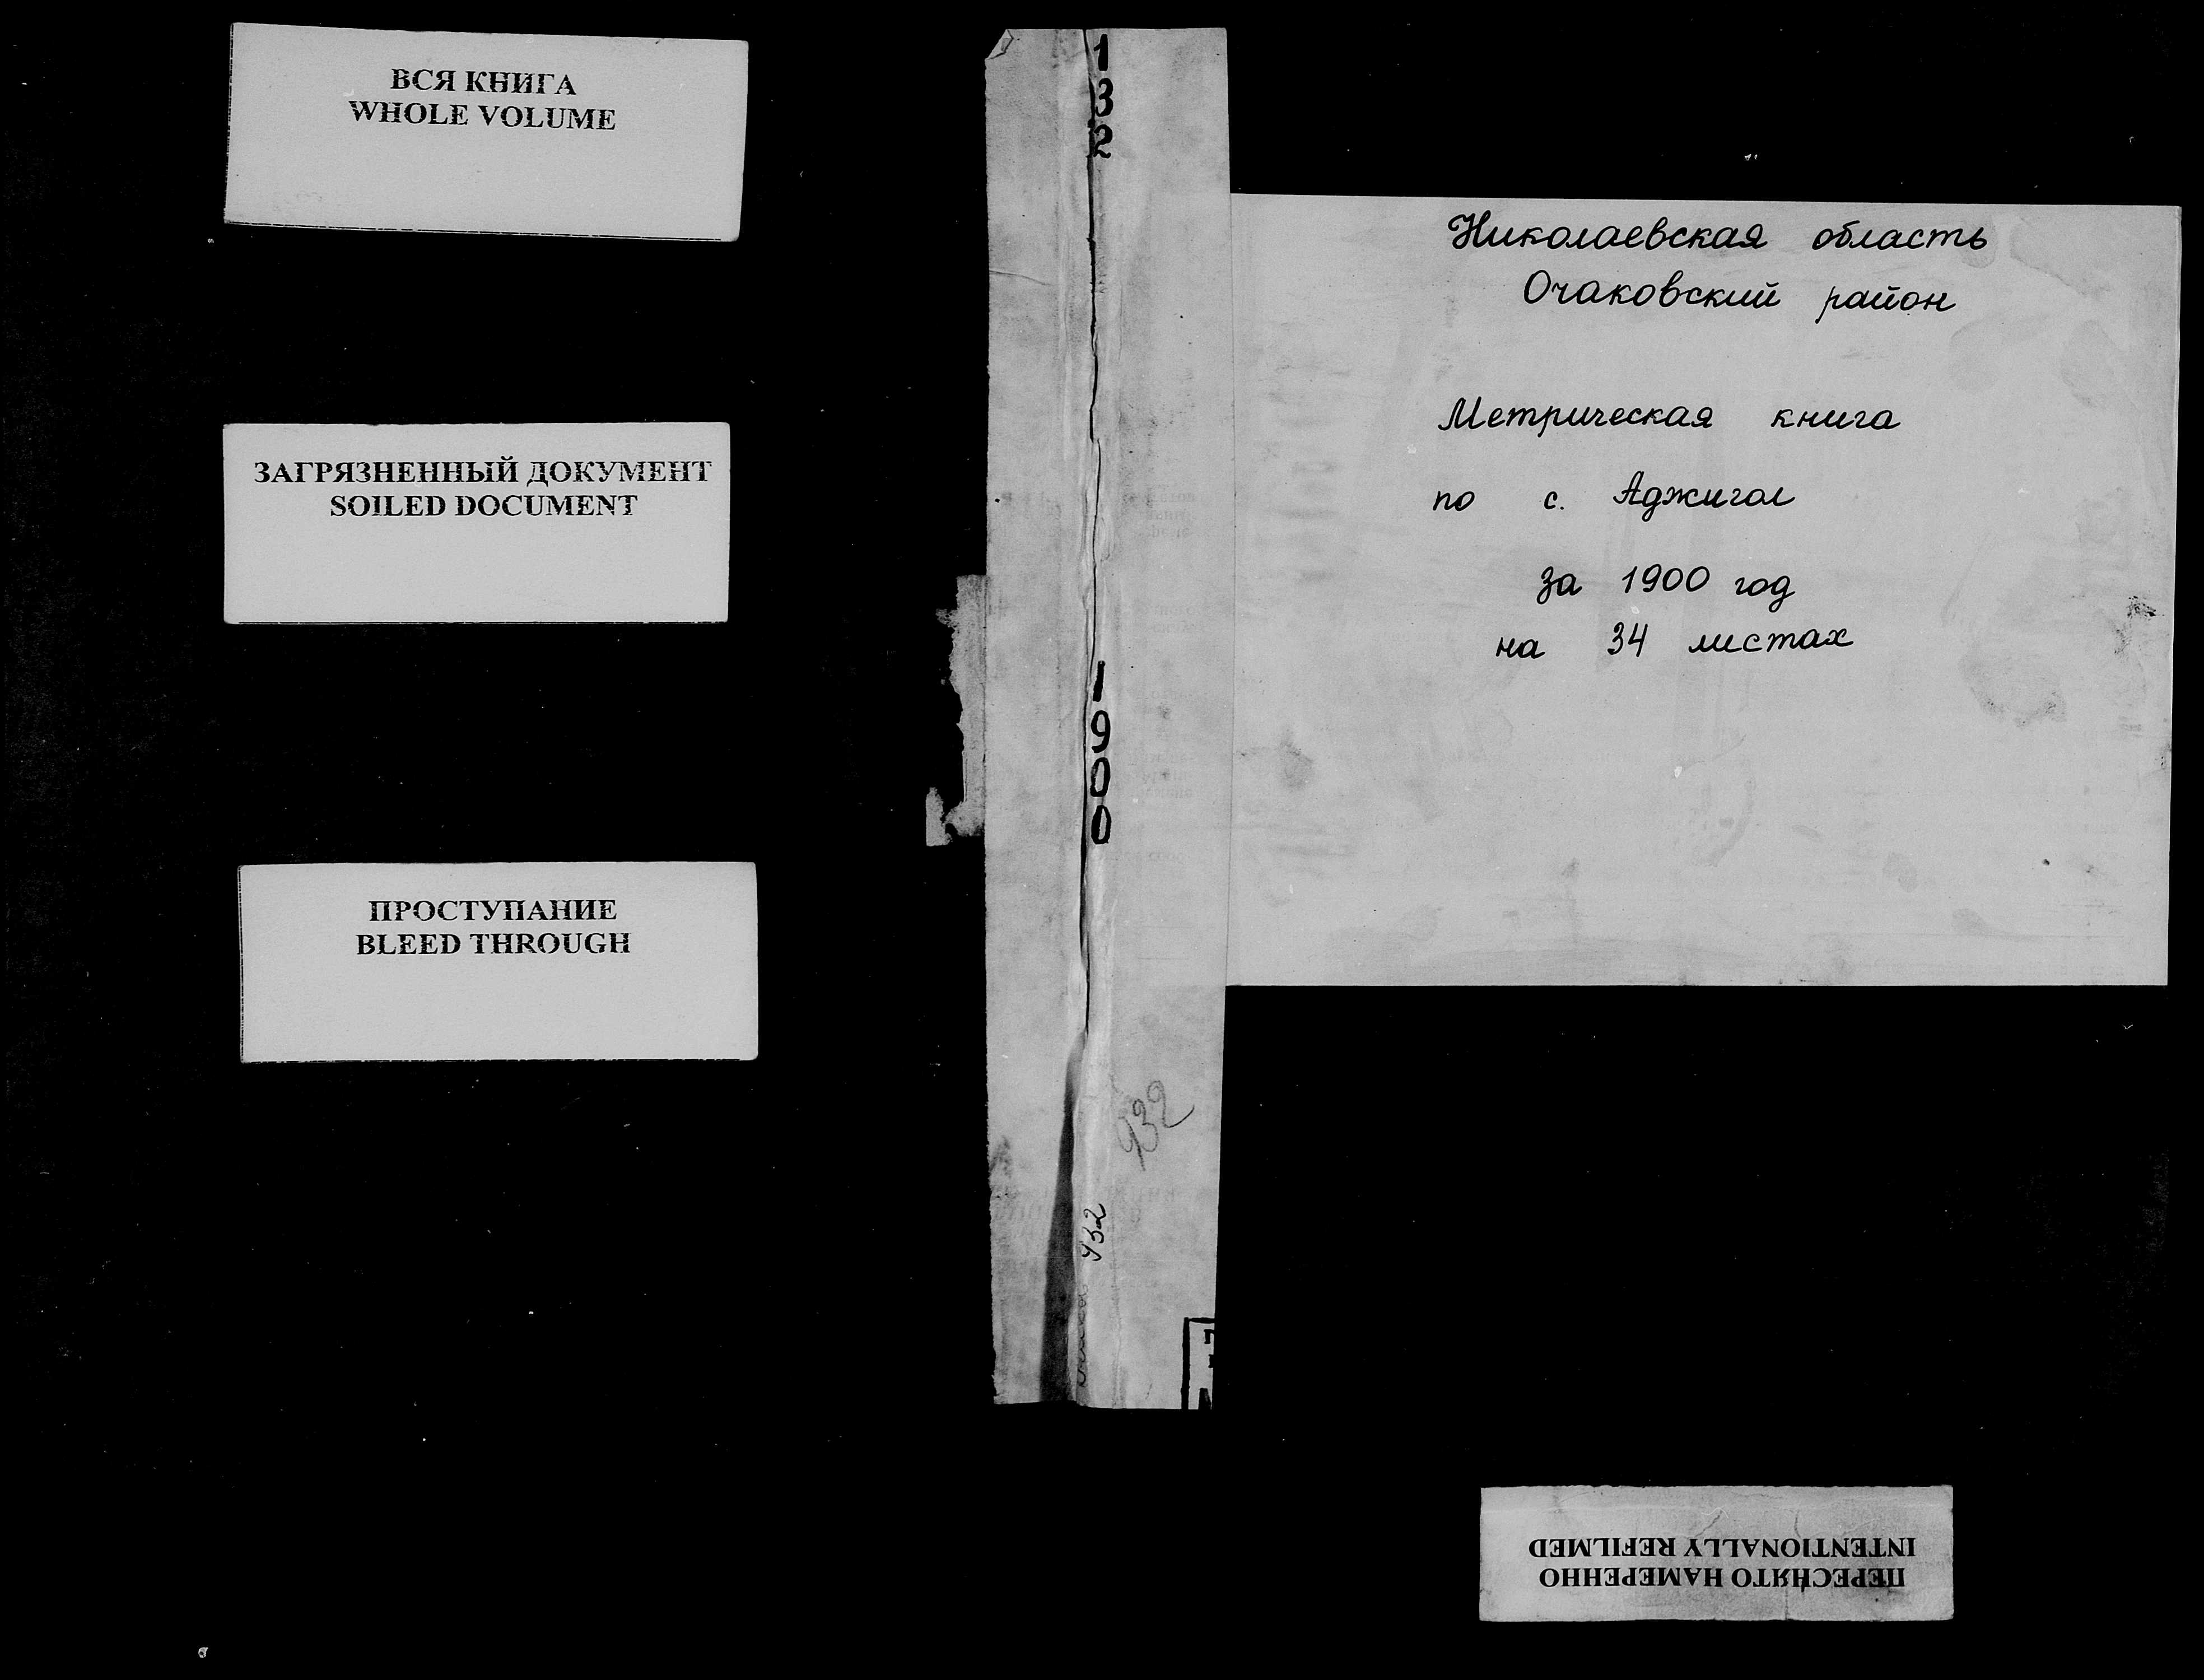 ВСЯ КНИГА
WHOLE VOLUME
ЗАГРЯЗНЕННЫЙ ДОКУМЕНТ
SOILED DOCUMENT
ПРОСТУПАНИЕ
BLEED THROUGH
132
1900
932
932
Николаевская область
Очаковский район
Метрическая книга
по с. Аджигол
за 1900 год
на 34 листах
ПЕРЕСНЯТО НАМЕРЕННО
INTENTIONALLY REFILMED